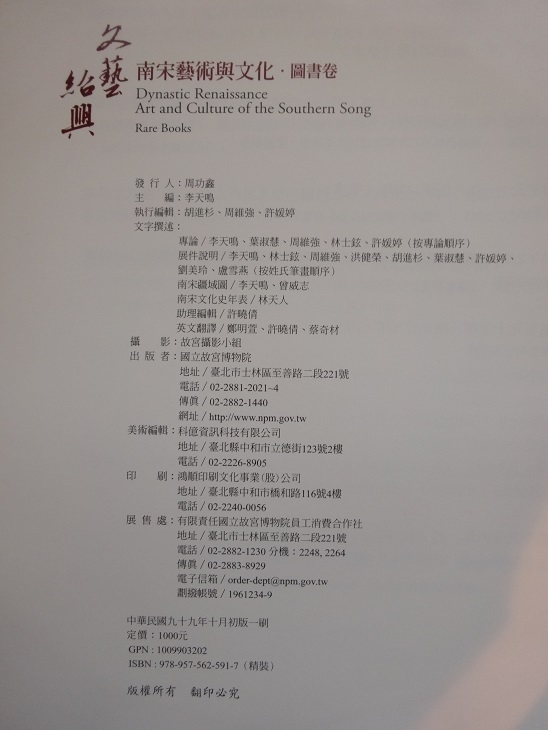 文藝紹興
南宋藝術與文化・圖書卷
Dynastic Renaissance
Art and Culture of the Southern Song
Rare Books
發行人：周功鑫
主　編：李天鳴
執行編輯：胡進杉、周維強、許媛婷
文字撰述：
專論／李天鳴、葉淑慧、周維強、林士鉉、許媛婷（按專論順序）
展件說明／李天鳴、林士鉉、周維強、洪健榮、胡進杉、葉淑慧、許媛婷、
劉美玲、盧雪燕（按姓氏筆畫順序）
南宋疆域圖／李天鳴、曾威志
南宋文化史年表／林天人
助理編輯／許曉倩
英文翻譯／鄭明萱、許曉倩、蔡奇材
攝　影：故宮攝影小組
出版者：國立故宮博物院
地址／臺北市士林區至善路二段221號
電話／02-2881-2021~4
傳真／02-2882-1440
網址／http://www.npm.gov.tw
美術編輯：科億資訊科技有限公司
地址／臺北縣中和市立德街123號2樓
電話／02-2226-8905
印　刷：鴻順印刷文化事業(股)公司
地址／臺北縣中和市橋和路116號4樓
電話／02-2240-0056
展售處：有限責任國立故宮博物院員工消費合作社
地址／臺北市士林區至善路二段221號
電話／02-2882-1230 分機：2248, 2264
傳真／02-2883-8929
電子信箱／order-dept@npm.gov.tw
劃撥帳號／1961234-9
中華民國九十九年十月初版一刷
定價：1000元
GPN : 1009903202
ISBN : 978-957-562-591-7（精裝）
版權所有　翻印必究